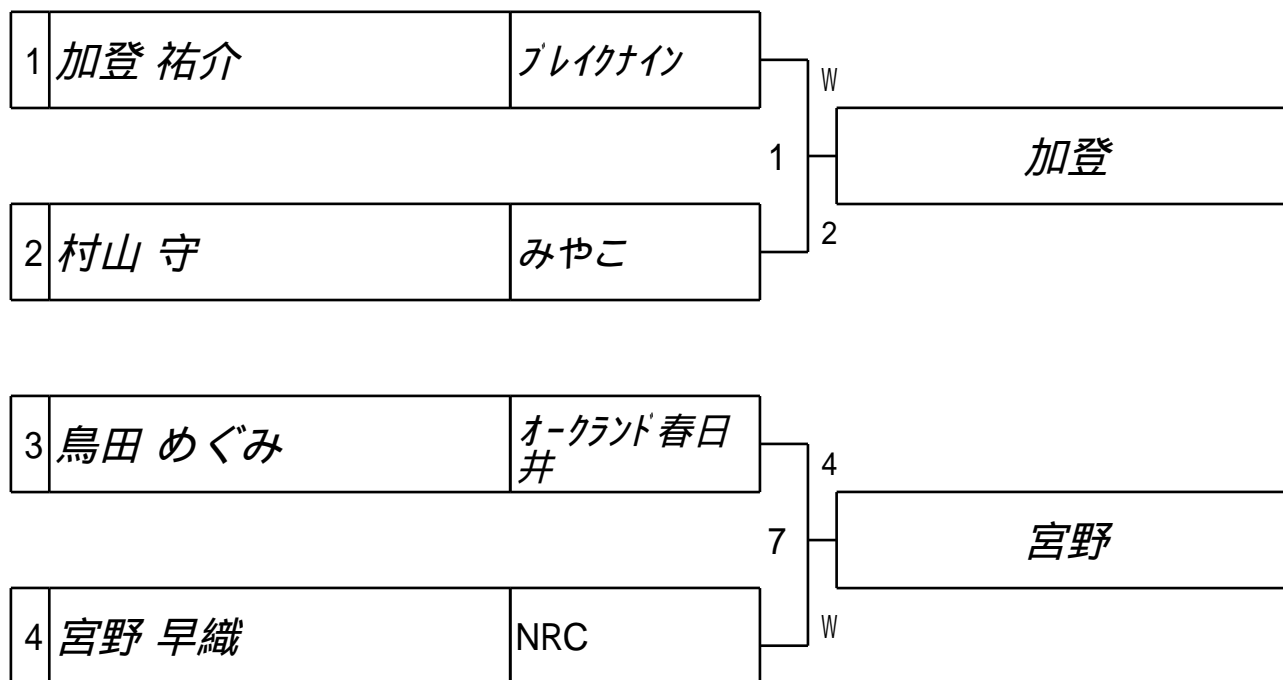 1 加登 祐介 ﾌﾞﾚｲｸﾅｲﾝ
W
1 加登
2
2 村山 守 みやこ
3 鳥田 めぐみ ｵｰｸﾗﾝﾄﾞ春日
井
4
7 宮野
W
4 宮野 早織 NRC